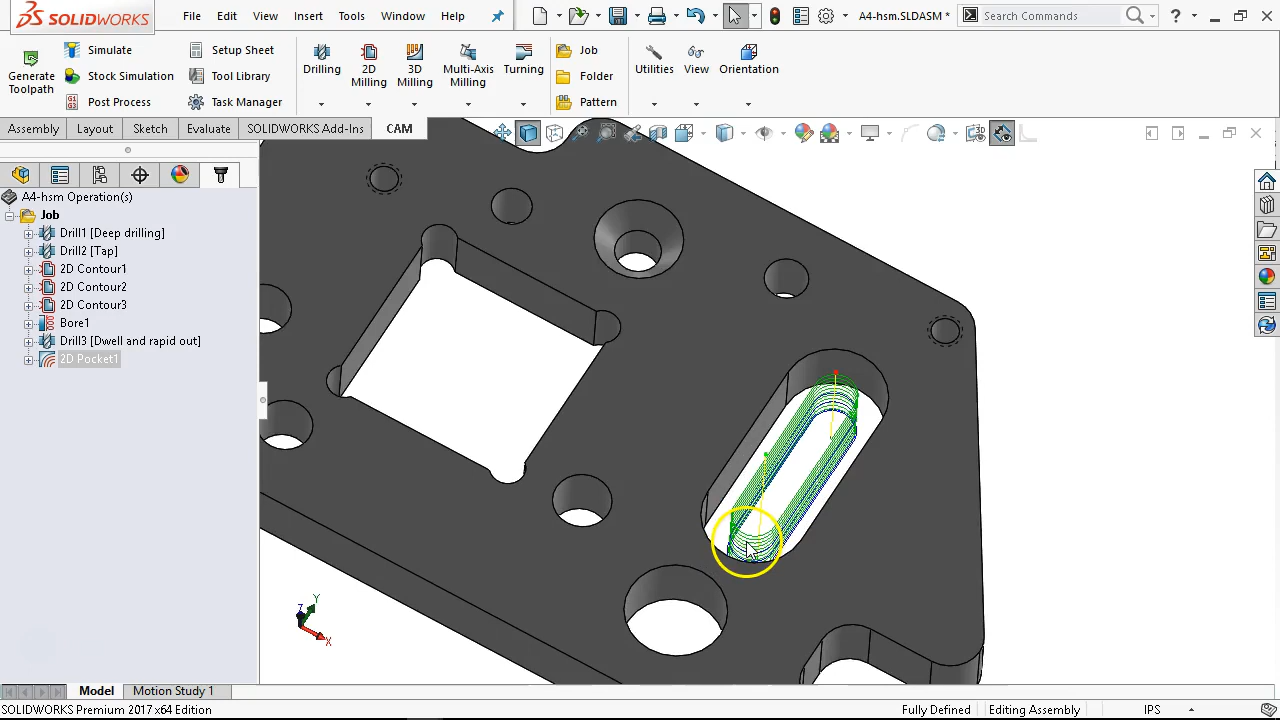 SOLIDWORKS
File Edit View Insert Tools Window Help
A4-hsm.SLDASM *
Search Commands
Generate Toolpath
Simulate
Stock Simulation
G1 G3 Post Process
Setup Sheet
Tool Library
Task Manager
Drilling
2D Milling
3D Milling
Multi-Axis Milling
Turning
Job
Folder
Pattern
Utilities
View
Orientation
Assembly Layout Sketch Evaluate SOLIDWORKS Add-Ins CAM
A4-hsm Operation(s)
Job
Drill1 [Deep drilling]
Drill2 [Tap]
2D Contour1
2D Contour2
2D Contour3
Bore1
Drill3 [Dwell and rapid out]
2D Pocket1
Z Y X
Model Motion Study 1
SOLIDWORKS Premium 2017 x64 Edition Fully Defined Editing Assembly IPS